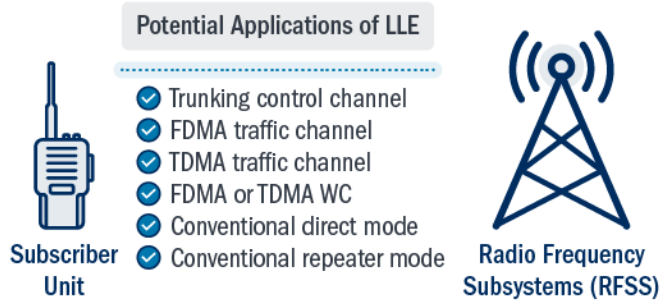 Potential Applications of LLE
Trunking control channel
FDMA traffic channel
TDMA traffic channel
FDMA or TDMA WC
Conventional direct mode
Conventional repeater mode
Subscriber
Unit
Radio Frequency
Subsystems (RFSS)